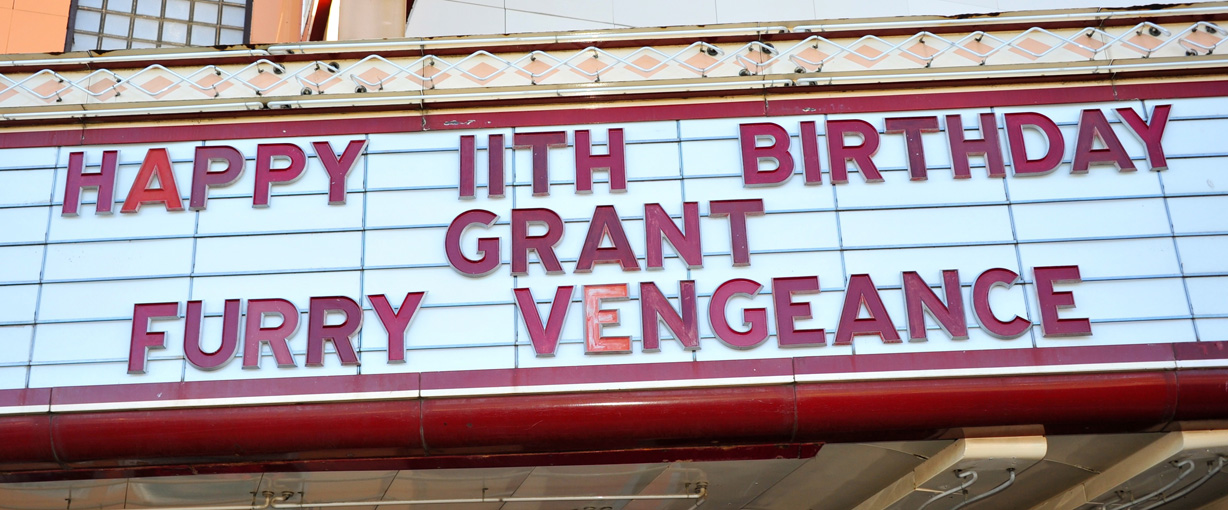 HAPPY 11TH BIRTHDAY
GRANT
FURRY VENGEANCE